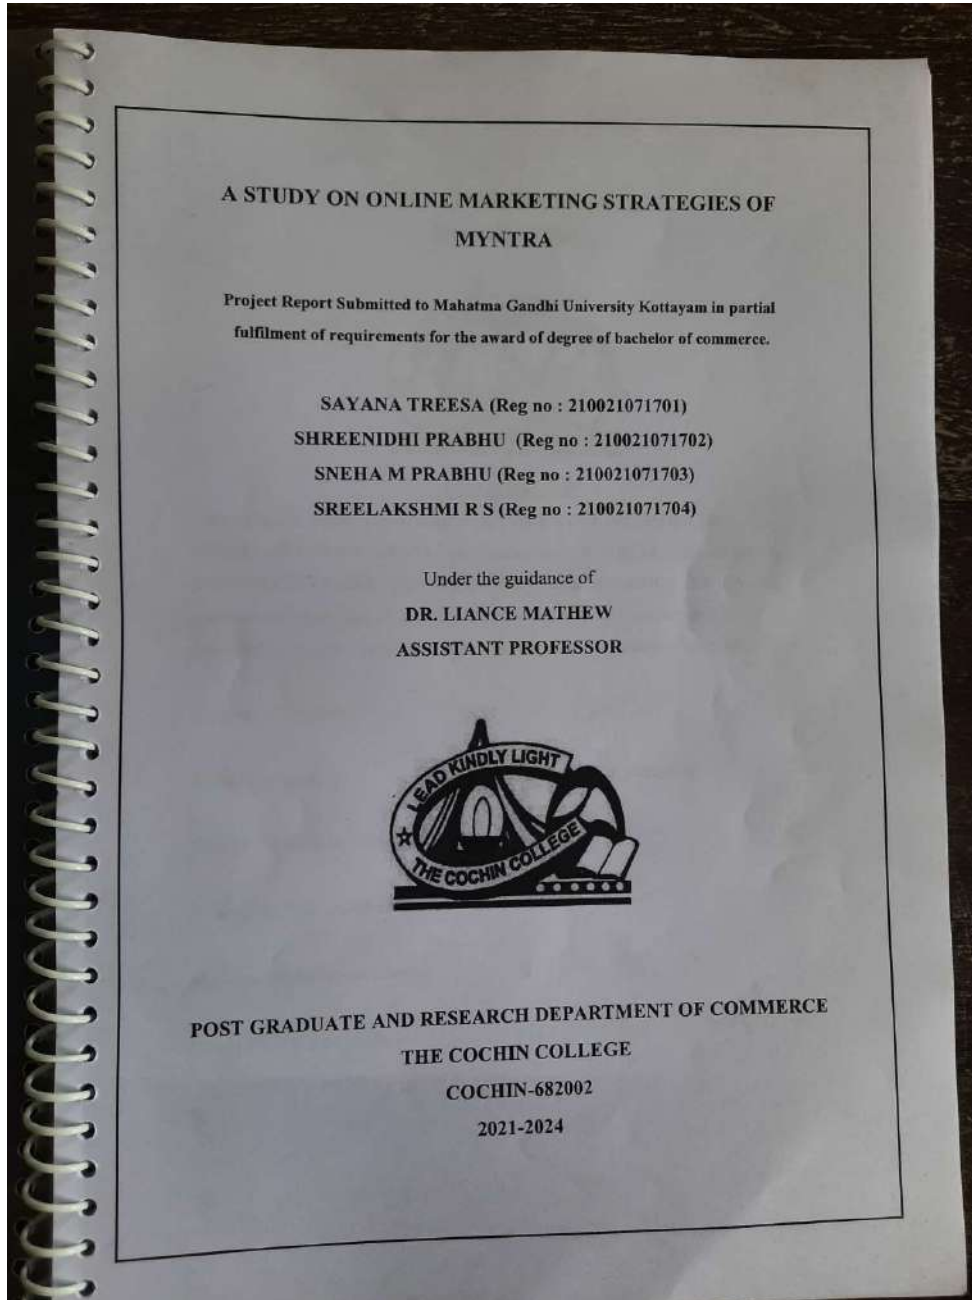 A STUDY ON ONLINE MARKETING STRATEGIES OF
MYNTRA
Project Report Submitted to Mahatma Gandhi University Kottayam in partial
fulfilment of requirements for the award of degree of bachelor of commerce.
SAYANA TREESA (Reg no : 210021071701)
SHREENIDHI PRABHU (Reg no : 210021071702)
SNEHA M PRABHU (Reg no : 210021071703)
SREELAKSHMI R S (Reg no : 210021071704)
Under the guidance of
DR. LIANCE MATHEW
ASSISTANT PROFESSOR
LEAD KINDLY LIGHT
THE COCHIN COLLEGE
POST GRADUATE AND RESEARCH DEPARTMENT OF COMMERCE
THE COCHIN COLLEGE
COCHIN-682002
2021-2024